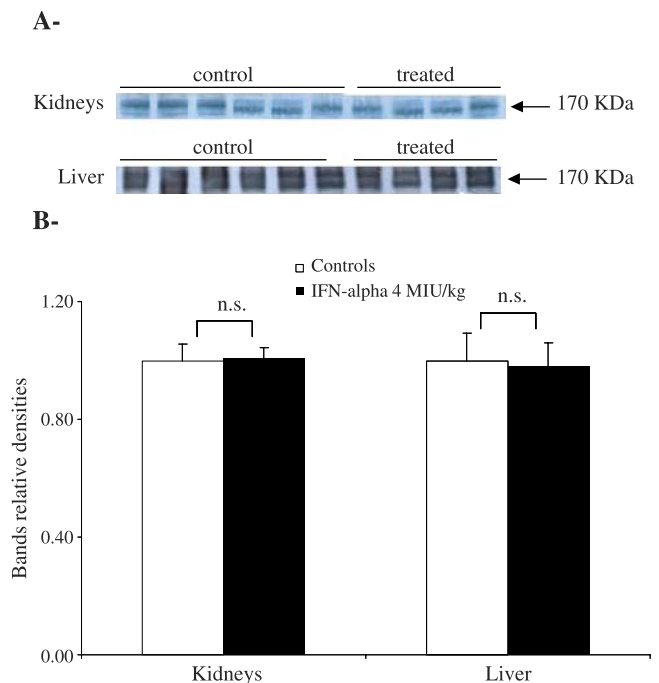 A-
control treated
Kidneys 170 KDa
control treated
Liver 170 KDa
B-
Controls
IFN-alpha 4 MIU/kg
n.s. n.s.
1.20
0.80
0.40
0.00
Bands relative densities
Kidneys Liver